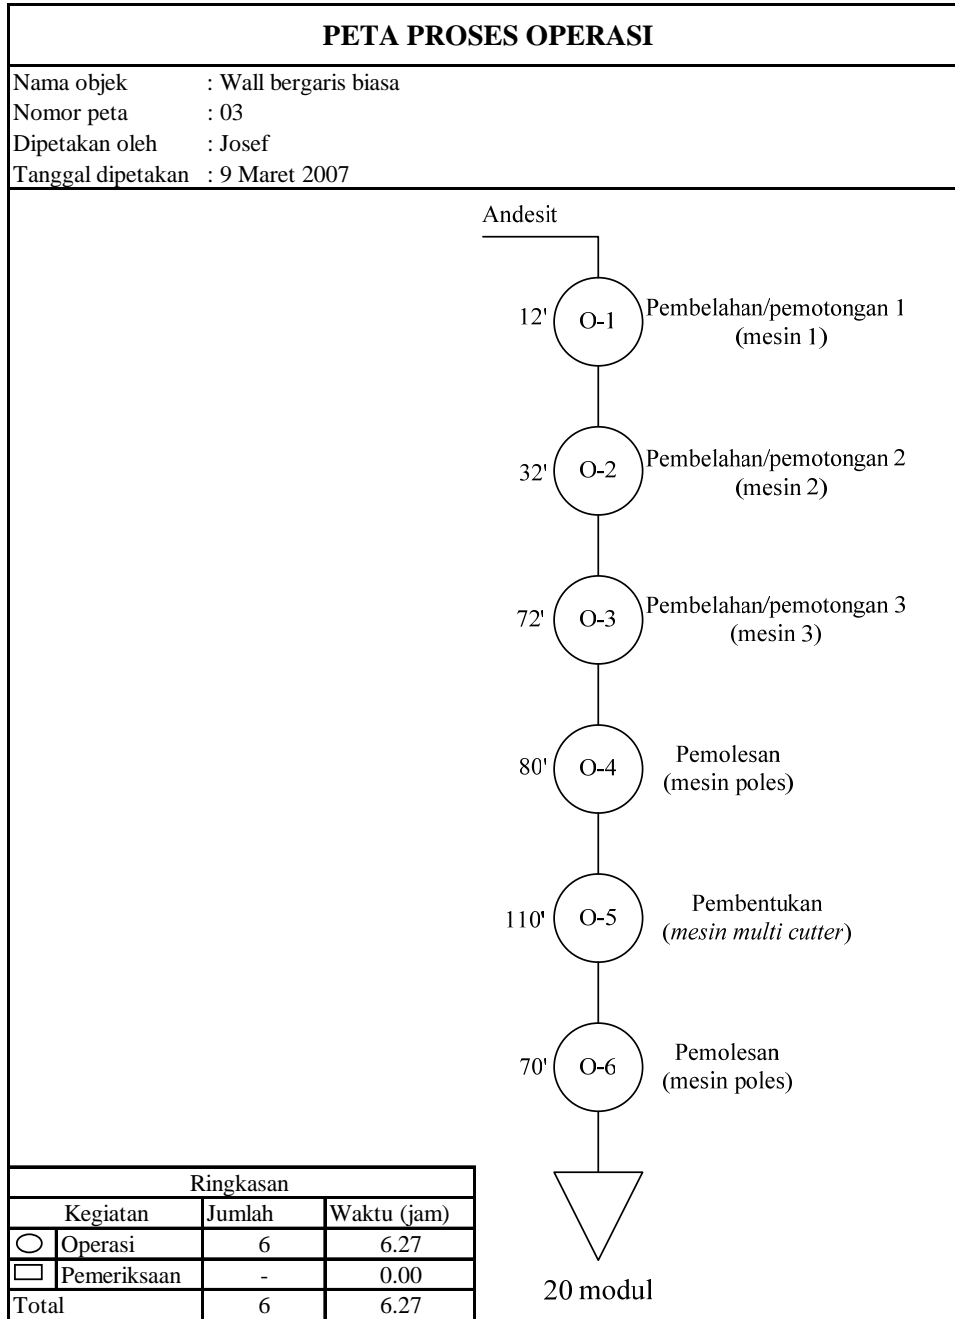 PETA PROSES OPERASI
Nama objek : Wall bergaris biasa
Nomor peta : 03
Dipetakan oleh : Josef
Tanggal dipetakan : 9 Maret 2007
Andesit
12' O-1 Pembelahan/pemotongan 1
(mesin 1)
32' O-2 Pembelahan/pemotongan 2
(mesin 2)
72' O-3 Pembelahan/pemotongan 3
(mesin 3)
80' O-4 Pemolesan
(mesin poles)
110' O-5 Pembentukan
(mesin multi cutter)
70' O-6 Pemolesan
(mesin poles)
20 modul
Ringkasan
Kegiatan Jumlah Waktu (jam)
Operasi 6 6.27
Pemeriksaan - 0.00
Total 6 6.27